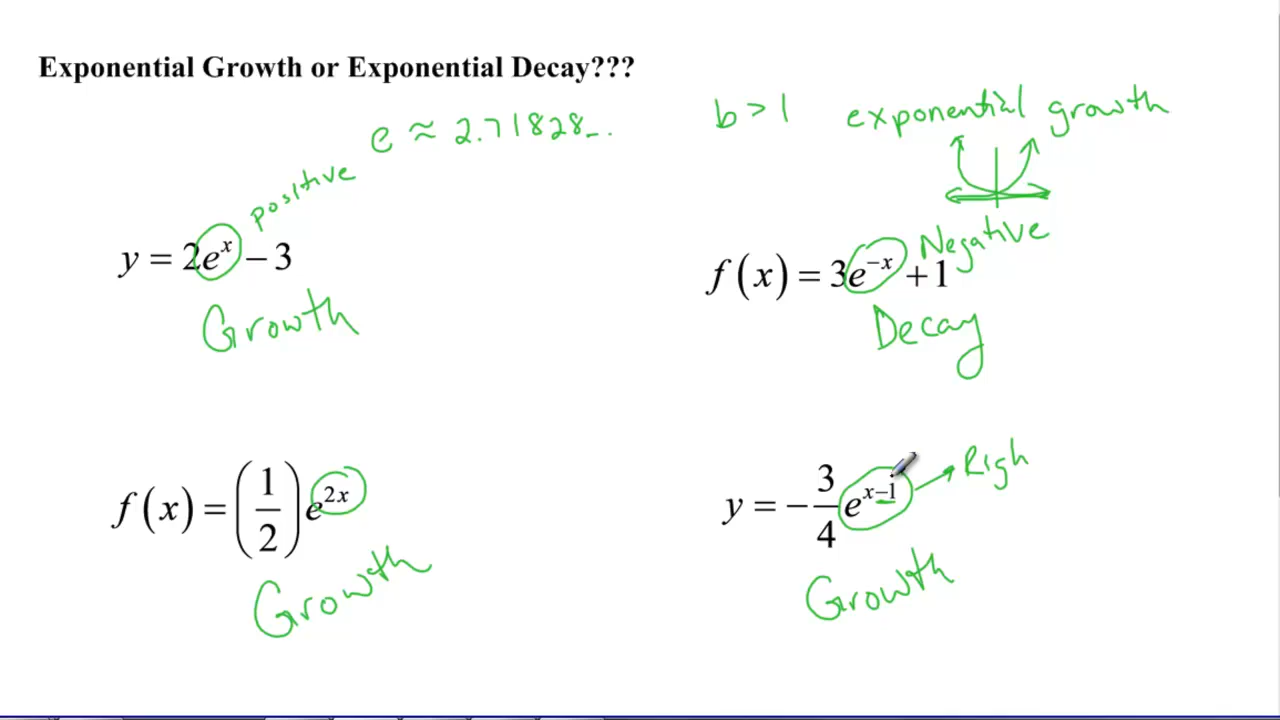 Exponential Growth or Exponential Decay???
e ≈ 2.71828...
b > 1 exponential growth
positive
y = 2e^x − 3
Growth
Negative
f(x) = 3e^{−x} + 1
Decay
f(x) = (1/2)e^{2x}
Growth
y = −3/4 e^{x−1}
Righ
Growth